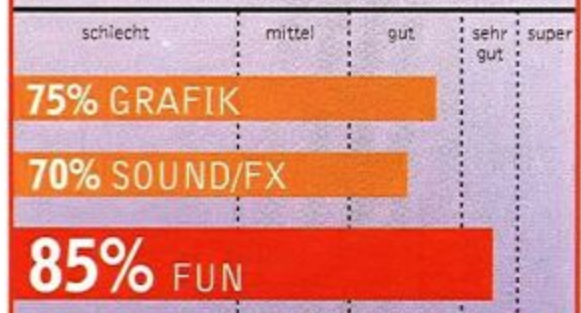 schlecht mittel gut sehr gut super
75% GRAFIK
70% SOUND/FX
85% FUN